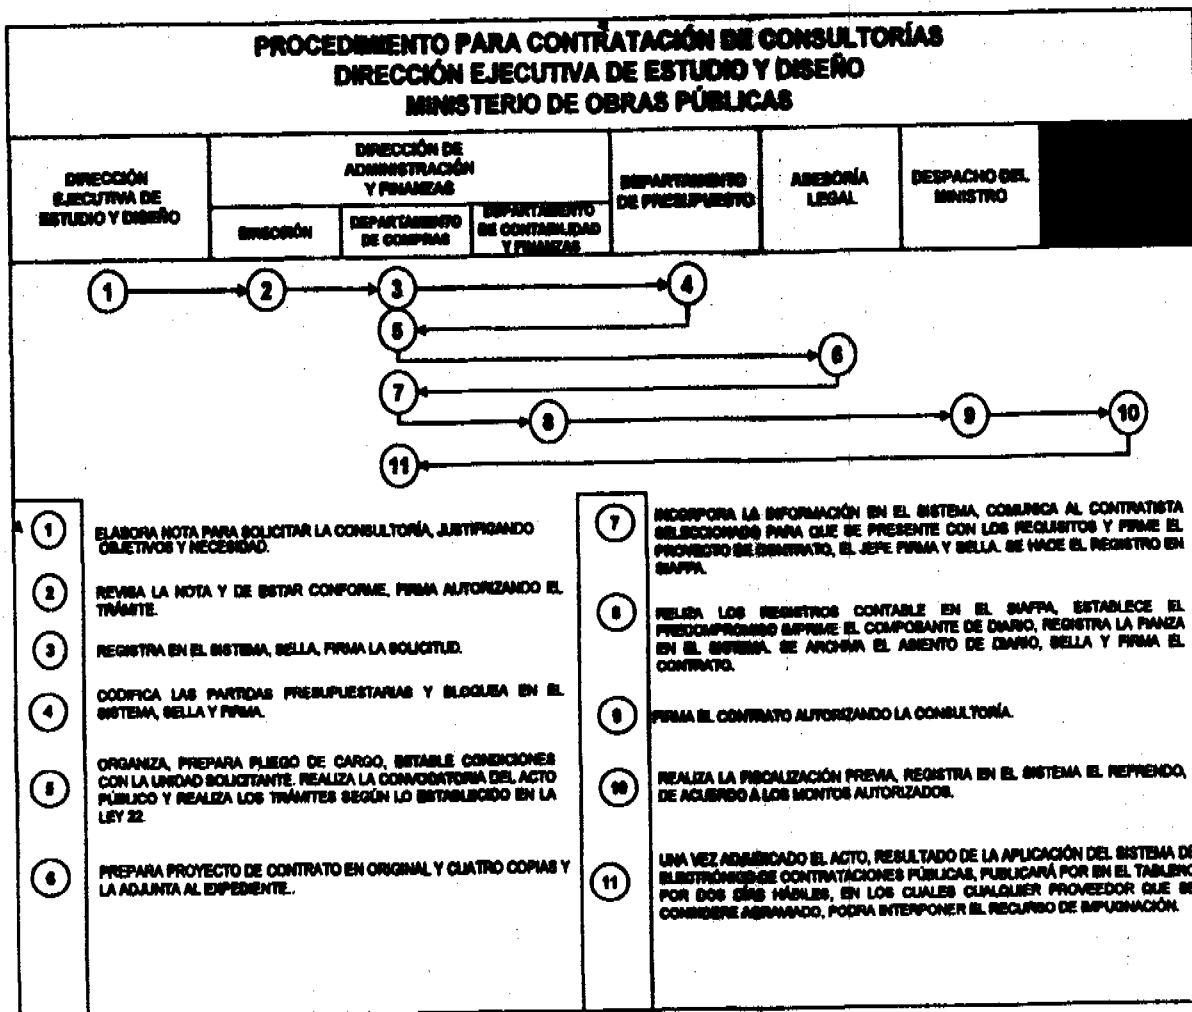 PROCEDIMIENTO PARA CONTRATACIÓN DE CONSULTORÍAS
DIRECCIÓN EJECUTIVA DE ESTUDIO Y DISEÑO
MINISTERIO DE OBRAS PÚBLICAS
DIRECCIÓN
EJECUTIVA DE
ESTUDIO Y DISEÑO
DIRECCIÓN DE
ADMINISTRACIÓN
Y FINANZAS
DIRECCIÓN
DEPARTAMENTO
DE COMPRAS
DEPARTAMENTO
DE CONTABILIDAD
Y FINANZAS
DEPARTAMENTO
DE PRESUPUESTO
ASESORÍA
LEGAL
DESPACHO DEL
MINISTRO
1
2
3
4
5
6
7
8
9
10
11
1
ELABORA NOTA PARA SOLICITAR LA CONSULTORÍA, JUSTIFICANDO
OBJETIVOS Y NECESIDAD.
2
REVISA LA NOTA Y DE ESTAR CONFORME, FIRMA AUTORIZANDO EL
TRÁMITE.
3
REGISTRA EN EL SISTEMA, SELLA, FIRMA LA SOLICITUD.
4
CODIFICA LAS PARTIDAS PRESUPUESTARIAS Y BLOQUEA EN EL
SISTEMA, SELLA Y FIRMA.
5
ORGANIZA, PREPARA PLIEGO DE CARGO, ESTABLE CONDICIONES
CON LA UNIDAD SOLICITANTE. REALIZA LA CONVOCATORIA DEL ACTO
PÚBLICO Y REALIZA LOS TRÁMITES SEGÚN LO ESTABLECIDO EN LA
LEY 22
6
PREPARA PROYECTO DE CONTRATO EN ORIGINAL Y CUATRO COPIAS Y
LA ADJUNTA AL EXPEDIENTE..
7
INCORPORA LA INFORMACIÓN EN EL SISTEMA, COMUNICA AL CONTRATISTA
SELECCIONADO PARA QUE SE PRESENTE CON LOS REQUISITOS Y FIRME EL
PROYECTO DE CONTRATO, EL JEFE FIRMA Y SELLA. SE HACE EL REGISTRO EN
SIAFPA.
8
RELIZA LOS REGISTROS CONTABLE EN EL SIAFPA, ESTABLECE EL
PREDOMPROMISO IMPRIME EL COMPOBANTE DE DIARIO, REGISTRA LA FIANZA
EN EL SISTEMA. SE ARCHIVA EL ASIENTO DE DIARIO, SELLA Y FIRMA EL
CONTRATO.
9
FIRMA EL CONTRATO AUTORIZANDO LA CONSULTORÍA.
10
REALIZA LA FISCALIZACIÓN PREVIA, REGISTRA EN EL SISTEMA EL REFRENDO,
DE ACUERDO A LOS MONTOS AUTORIZADOS.
11
UNA VEZ ADJUDICADO EL ACTO, RESULTADO DE LA APLICACIÓN DEL SISTEMA DE
ELECTRÓNICO DE CONTRATACIONES PÚBLICAS, PUBLICARÁ POR EN EL TABLERO
POR DOS DÍAS HÁBILES, EN LOS CUALES CUALQUIER PROVEEDOR QUE SE
CONSIDERE AGRAVIADO, PODRA INTERPONER EL RECURSO DE IMPUGNACIÓN.